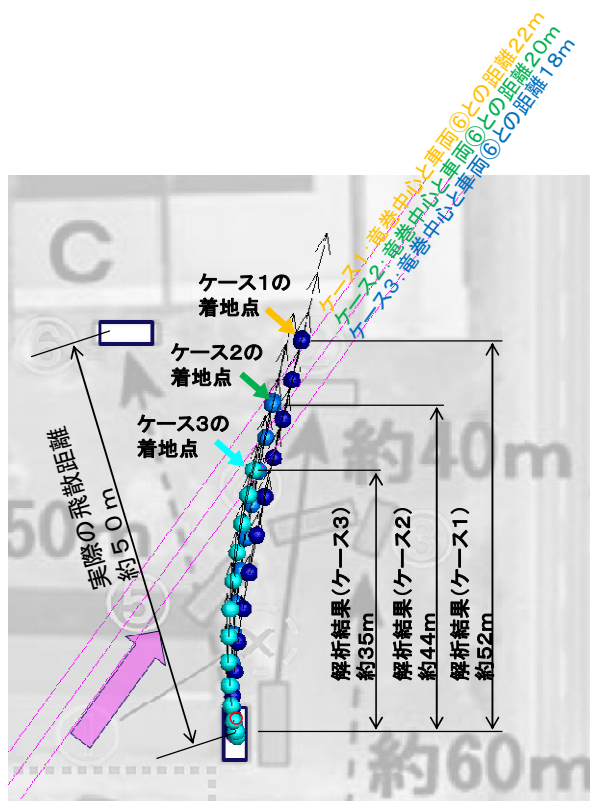 ケース1：竜巻中心と車両⑥との距離22m
ケース2：竜巻中心と車両⑥との距離20m
ケース3：竜巻中心と車両⑥との距離18m
C
ケース1の
着地点
⑥
ケース2の
着地点
ケース3の
着地点
実際の飛散距離
約50m
約40m
50m
⑤
解析結果(ケース3)
約35m
解析結果(ケース2)
約44m
解析結果(ケース1)
約52m
約60m